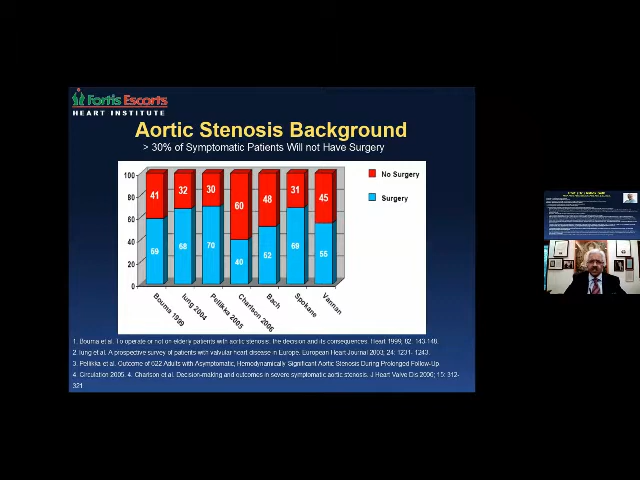 Fortis Escorts
HEART INSTITUTE
Aortic Stenosis Background
> 30% of Symptomatic Patients Will not Have Surgery
No Surgery
Surgery
100
80
60
40
20
0
41 32 30 60 48 31 45
59 68 70 40 52 69 55
Bouma 1999
Iung 2004
Pellikka 2005
Charlson 2006
Bach
Spokane
Vannan
1. Bouma et al. To operate or not on elderly patients with aortic stenosis: the decision and its consequences. Heart 1999; 82: 143-148.
2. Iung et al. A prospective survey of patients with valvular heart disease in Europe. European Heart Journal 2003; 24: 1231-1243.
3. Pellikka et al. Outcome of 622 Adults with Asymptomatic, Hemodynamically Significant Aortic Stenosis During Prolonged Follow-Up.
4. Circulation 2005. 4. Charlson et al. Decision-making and outcomes in severe symptomatic aortic stenosis. J Heart Valve Dis 2006; 15: 312-
321